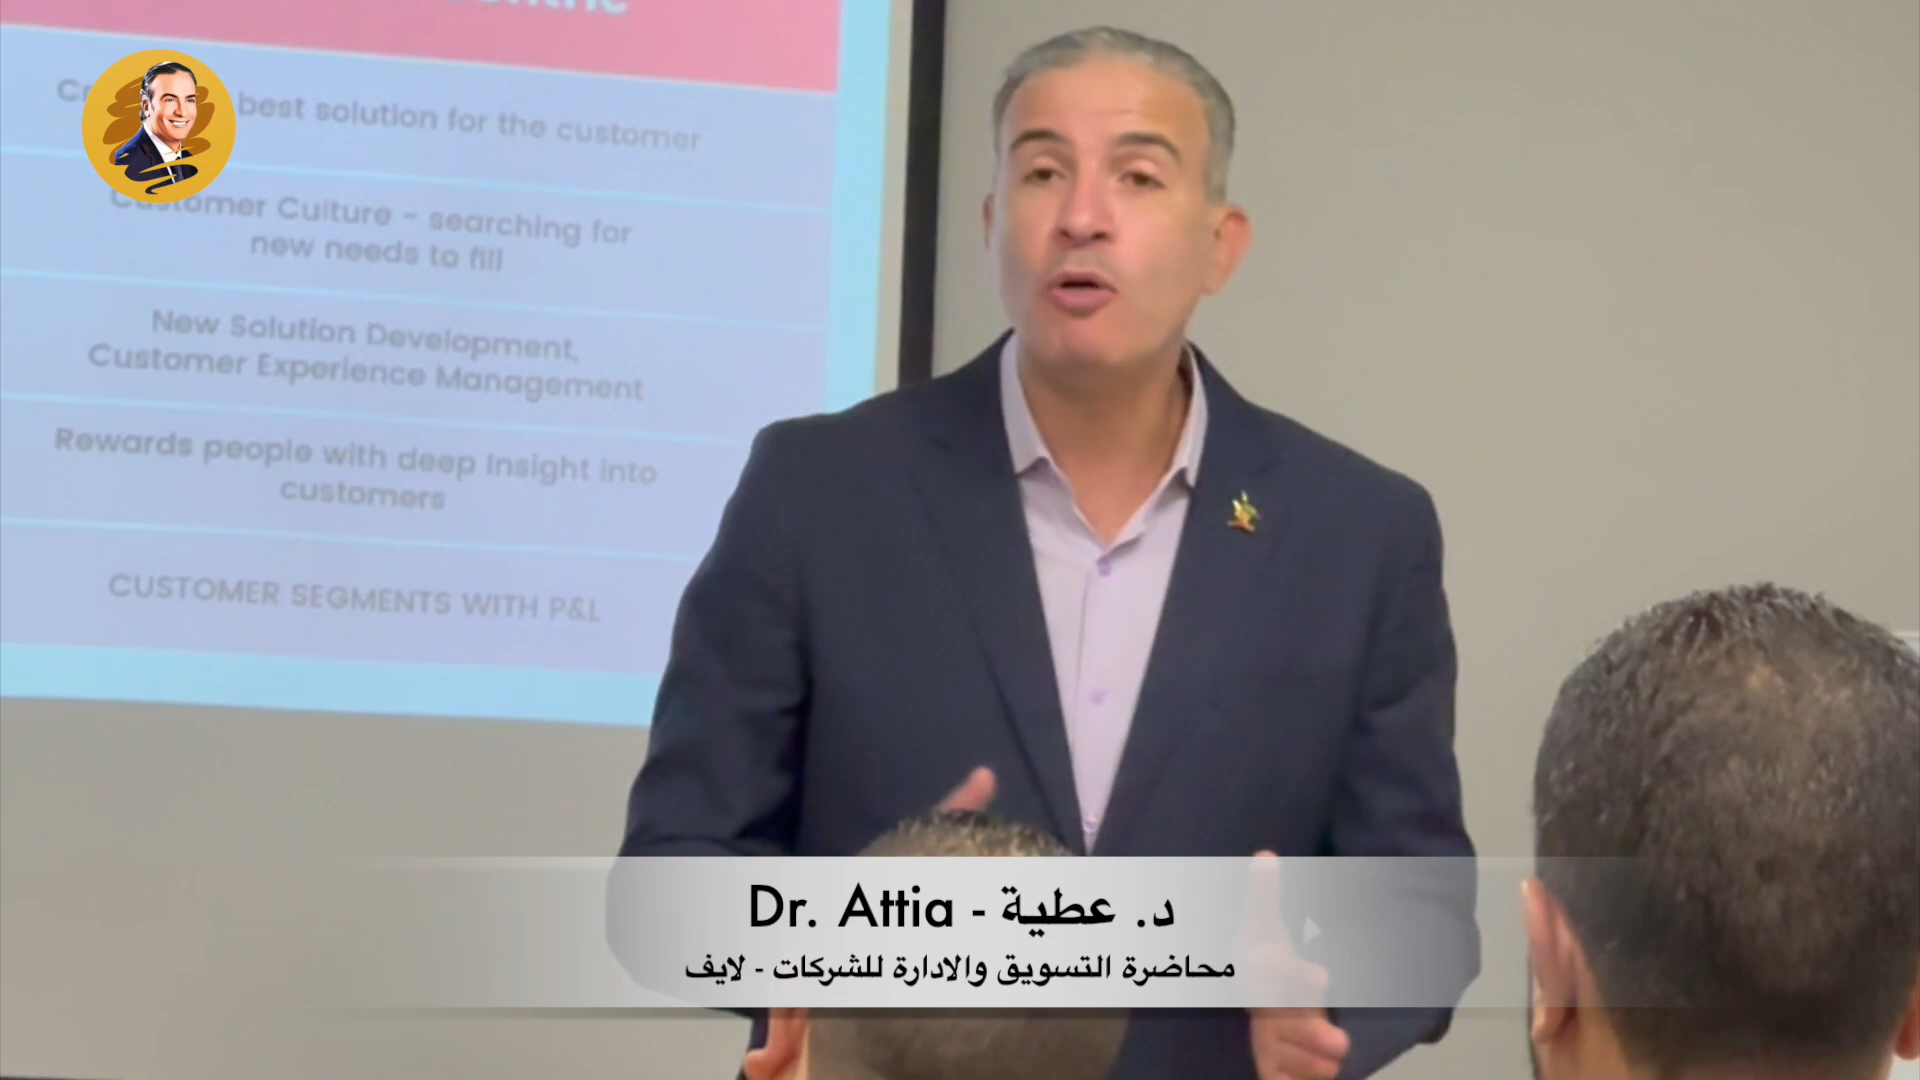 best solution for the customer
Customer Culture - searching for
new needs to fill
New Solution Development,
Customer Experience Management
Rewards people with deep Insight into
customers
CUSTOMER SEGMENTS WITH P&L
Dr. Attia - د. عطية
محاضرة التسويق والادارة للشركات - لايف